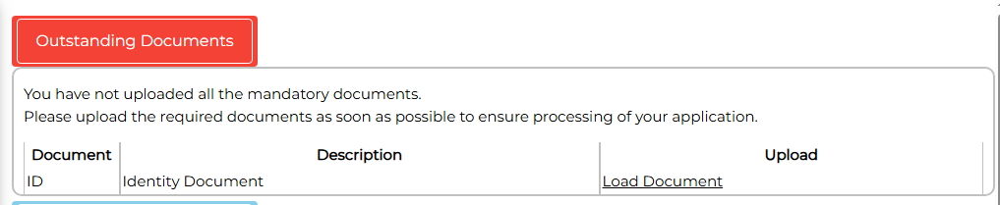 Outstanding Documents
You have not uploaded all the mandatory documents.
Please upload the required documents as soon as possible to ensure processing of your application.
Document Description Upload
ID Identity Document Load Document